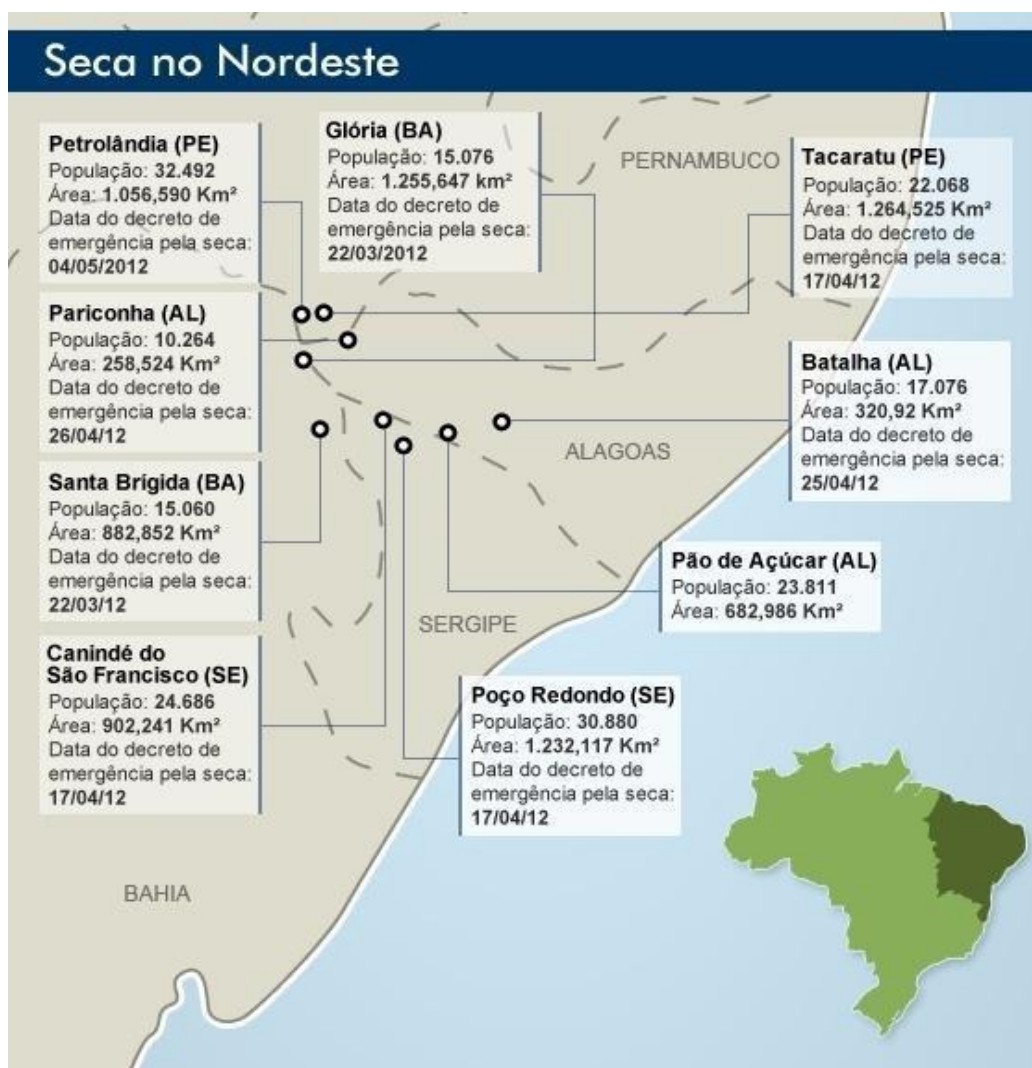 Seca no Nordeste
Petrolândia (PE)
População: 32.492
Área: 1.056,590 Km²
Data do decreto de
emergência pela seca:
04/05/2012
Glória (BA)
População: 15.076
Área: 1.255,647 km²
Data do decreto de
emergência pela seca:
22/03/2012
PERNAMBUCO
Tacaratu (PE)
População: 22.068
Área: 1.264,525 Km²
Data do decreto de
emergência pela seca:
17/04/12
Pariconha (AL)
População: 10.264
Área: 258,524 Km²
Data do decreto de
emergência pela seca:
26/04/12
Batalha (AL)
População: 17.076
Área: 320,92 Km²
Data do decreto de
emergência pela seca:
25/04/12
ALAGOAS
Santa Brígida (BA)
População: 15.060
Área: 882,852 Km²
Data do decreto de
emergência pela seca:
22/03/12
Pão de Açúcar (AL)
População: 23.811
Área: 682,986 Km²
SERGIPE
Canindé do
São Francisco (SE)
População: 24.686
Área: 902,241 Km²
Data do decreto de
emergência pela seca:
17/04/12
Poço Redondo (SE)
População: 30.880
Área: 1.232,117 Km²
Data do decreto de
emergência pela seca:
17/04/12
BAHIA